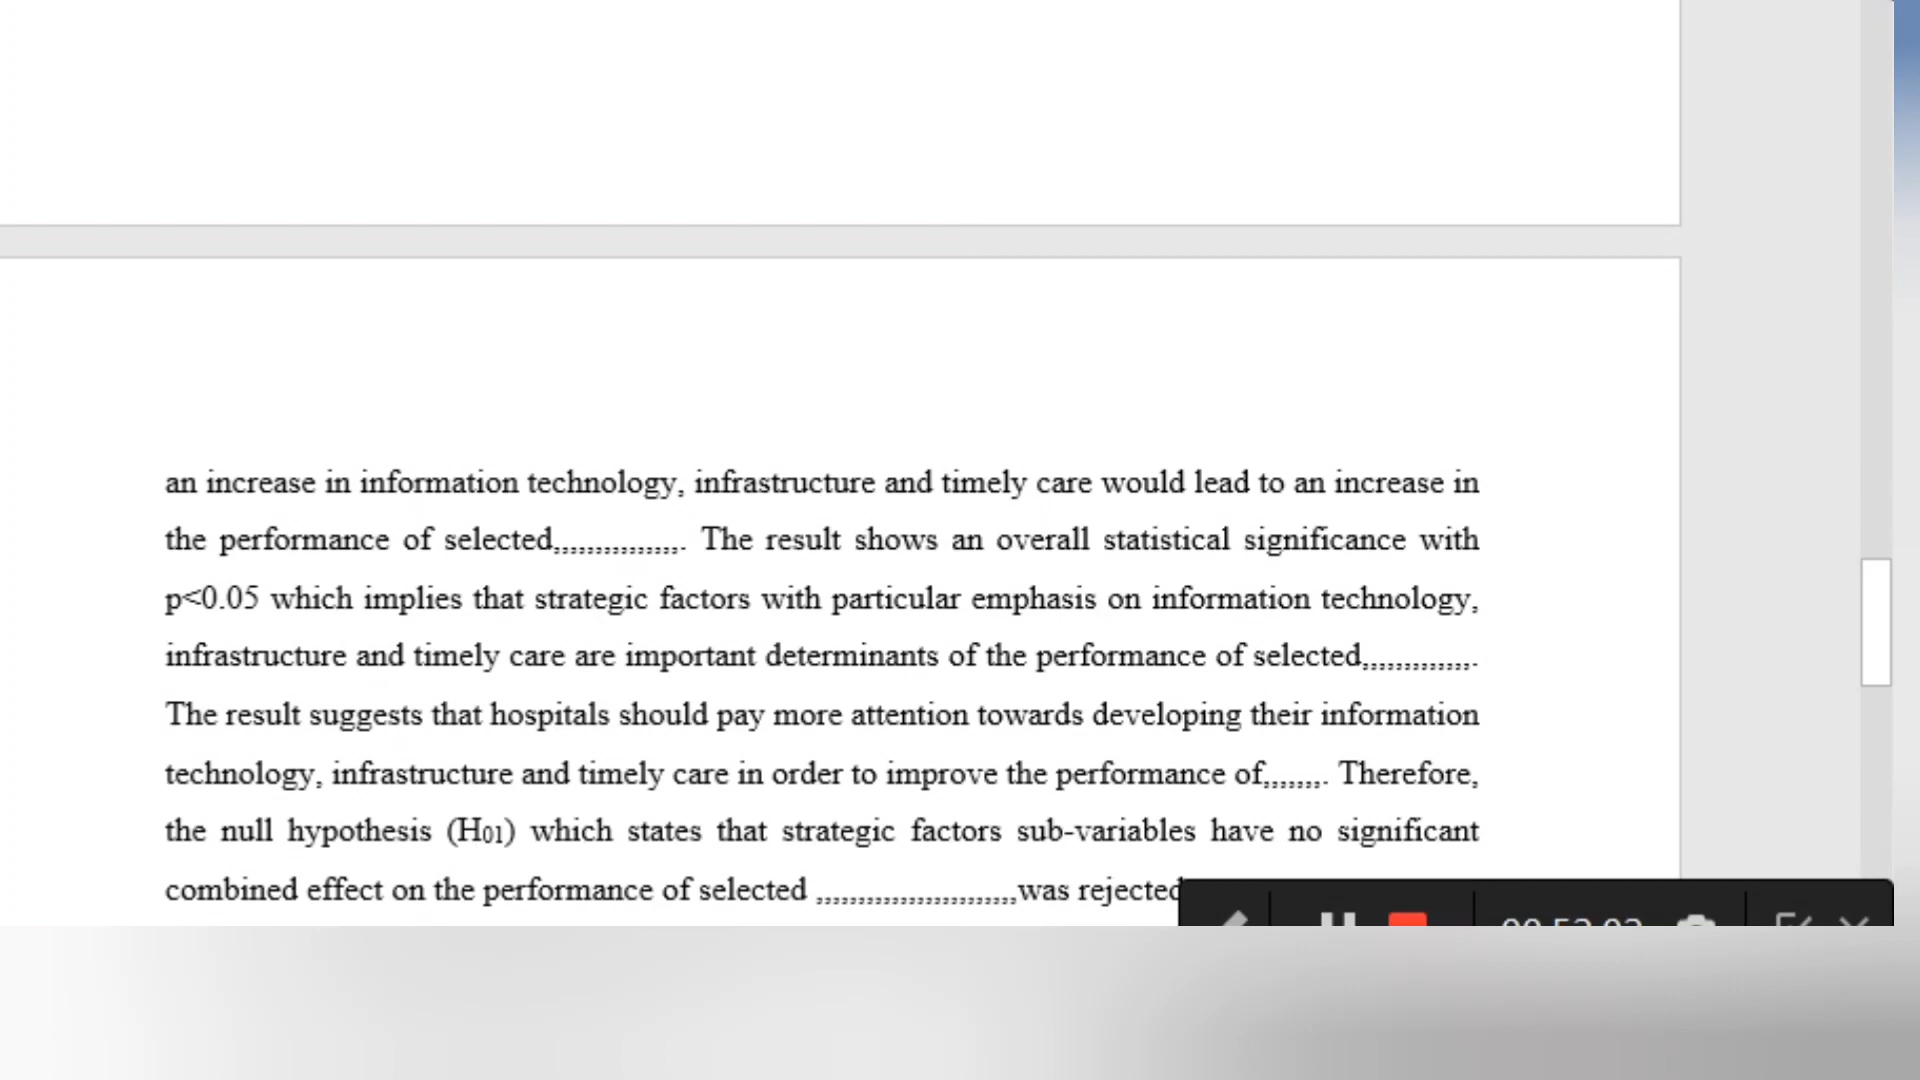 an increase in information technology, infrastructure and timely care would lead to an increase in
the performance of selected,,,,,,,,,,,,,,,. The result shows an overall statistical significance with
p<0.05 which implies that strategic factors with particular emphasis on information technology,
infrastructure and timely care are important determinants of the performance of selected,,,,,,,,,,,,,.
The result suggests that hospitals should pay more attention towards developing their information
technology, infrastructure and timely care in order to improve the performance of,,,,,,,. Therefore,
the null hypothesis (H01) which states that strategic factors sub-variables have no significant
combined effect on the performance of selected ,,,,,,,,,,,,,,,,,,,,,,,,was rejected